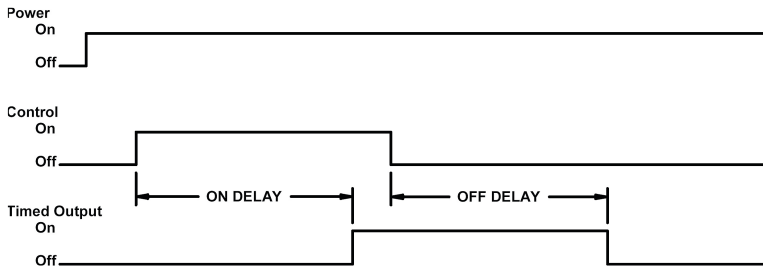 Power
On
Off
Control
On
Off
ON DELAY
OFF DELAY
Timed Output
On
Off